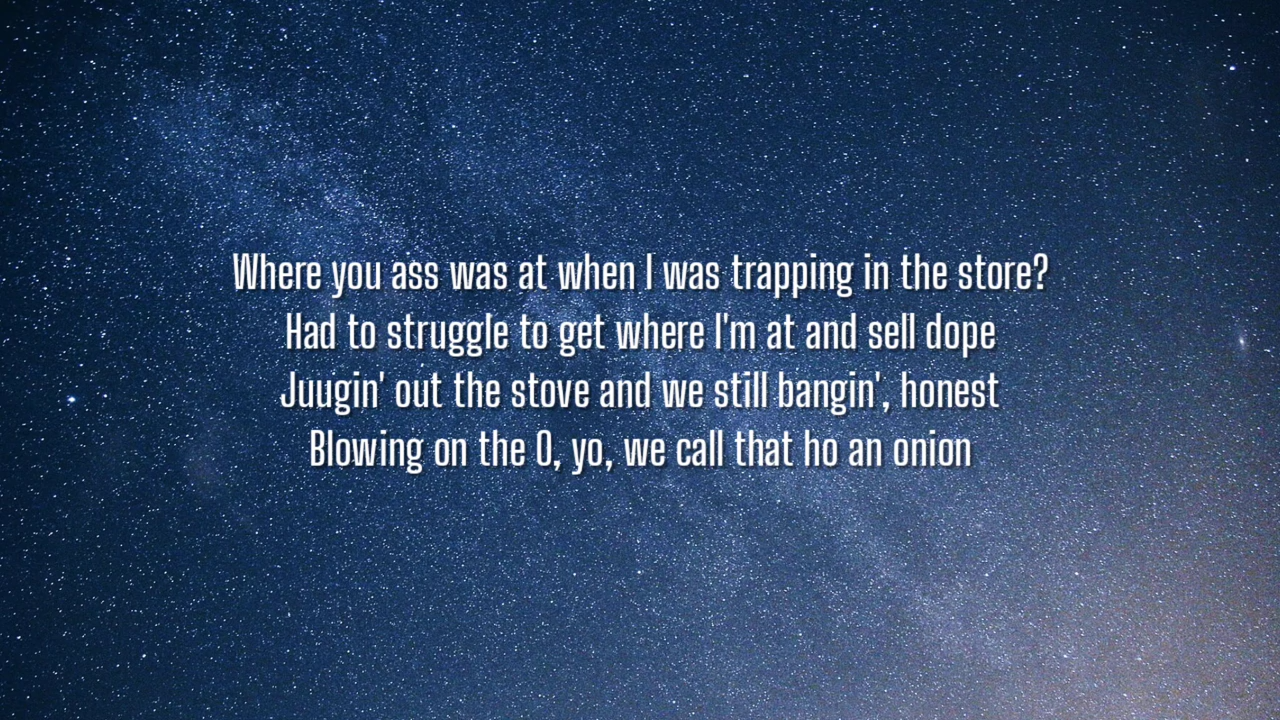 Where you ass was at when I was trapping in the store?
Had to struggle to get where I'm at and sell dope
Juugin' out the stove and we still bangin', honest
Blowing on the O, yo, we call that ho an onion